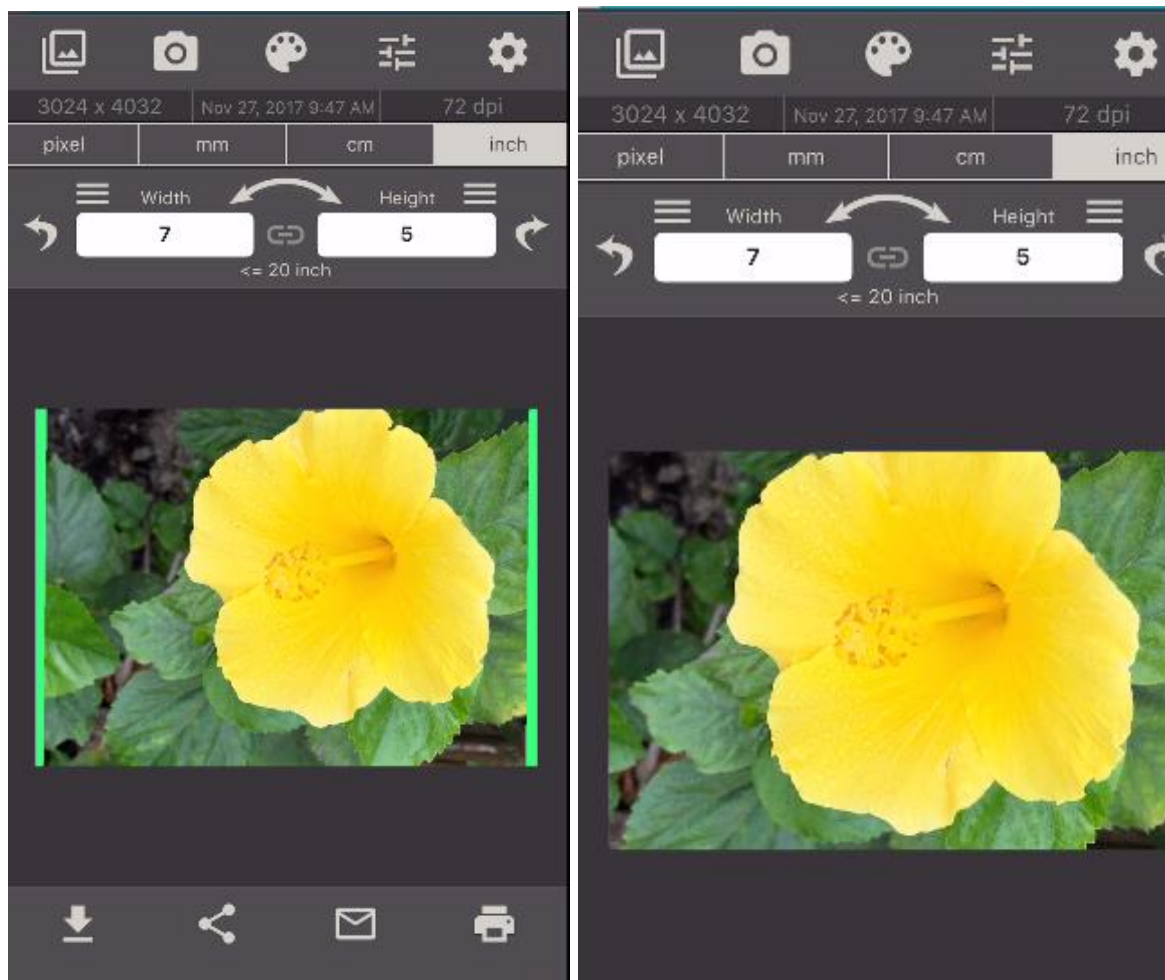 3024 x 4032 Nov 27, 2017 9:47 AM 72 dpi
pixel mm cm inch
Width Height
7 5
<= 20 inch
3024 x 4032 Nov 27, 2017 9:47 AM 72 dpi
pixel mm cm inch
Width Height
7 5
<= 20 inch